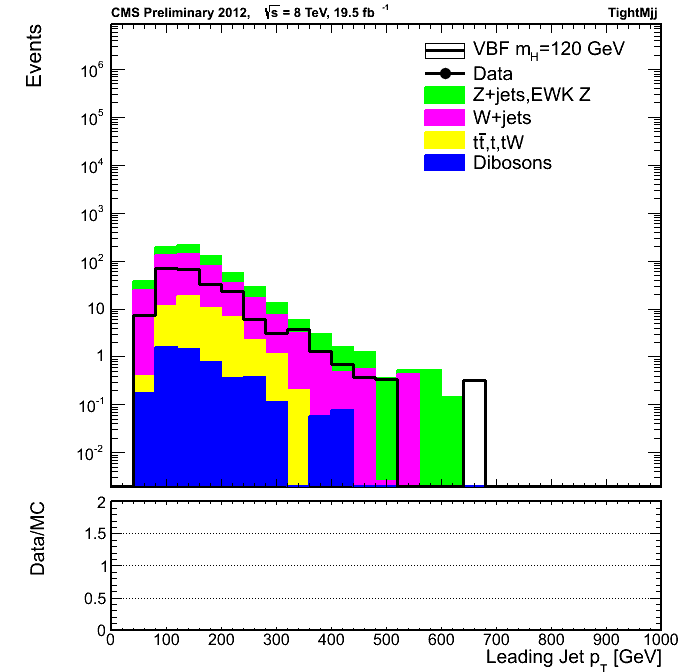 CMS Preliminary 2012, √s = 8 TeV, 19.5 fb⁻¹ TightMjj
Events
10⁶
10⁵
10⁴
10³
10²
10
1
10⁻¹
10⁻²
VBF m_H=120 GeV
Data
Z+jets,EWK Z
W+jets
tt̄,t,tW
Dibosons
Data/MC
2
1.5
1
0.5
0
0 100 200 300 400 500 600 700 800 900 1000
Leading Jet p_T [GeV]